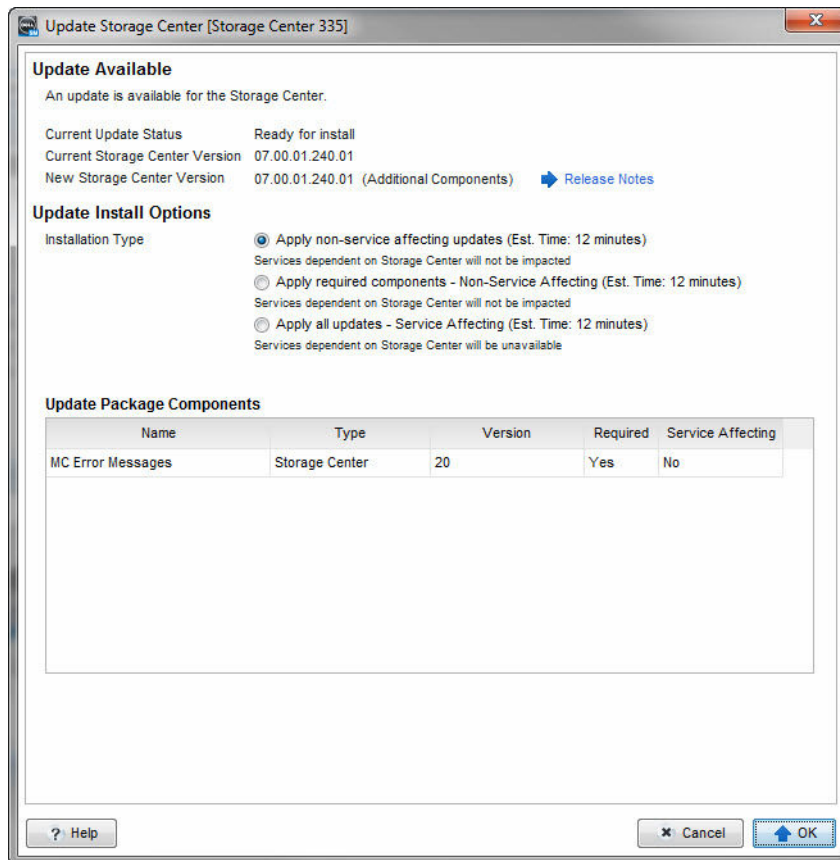 Update Storage Center [Storage Center 335]
Update Available
An update is available for the Storage Center.
Current Update Status Ready for install
Current Storage Center Version 07.00.01.240.01
New Storage Center Version 07.00.01.240.01 (Additional Components) Release Notes
Update Install Options
Installation Type Apply non-service affecting updates (Est. Time: 12 minutes)
Services dependent on Storage Center will not be impacted
Apply required components - Non-Service Affecting (Est. Time: 12 minutes)
Services dependent on Storage Center will not be impacted
Apply all updates - Service Affecting (Est. Time: 12 minutes)
Services dependent on Storage Center will be unavailable
Update Package Components
Name Type Version Required Service Affecting
MC Error Messages Storage Center 20 Yes No
? Help Cancel OK